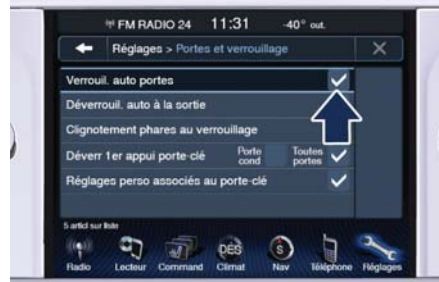 FM RADIO 24 11:31 -40° out.
Réglages > Portes et verrouillage
Verrouil. auto portes
Déverrouil. auto à la sortie
Clignotement phares au verrouillage
Déverr 1er appui porte-clé Porte cond Toutes portes
Réglages perso associés au porte-clé
5 articl sur liste
Radio Lecteur Command Climat Nav Téléphone Réglages
DES
S